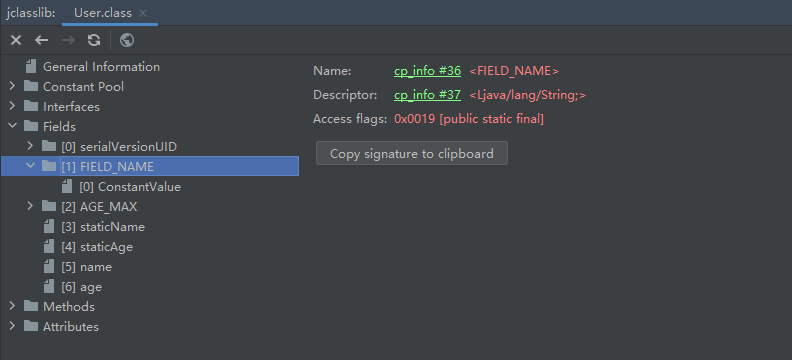 jclasslib: User.class
General Information
Constant Pool
Interfaces
Fields
[0] serialVersionUID
[1] FIELD_NAME
[0] ConstantValue
[2] AGE_MAX
[3] staticName
[4] staticAge
[5] name
[6] age
Methods
Attributes
Name: cp_info #36 <FIELD_NAME>
Descriptor: cp_info #37 <Ljava/lang/String;>
Access flags: 0x0019 [public static final]
Copy signature to clipboard